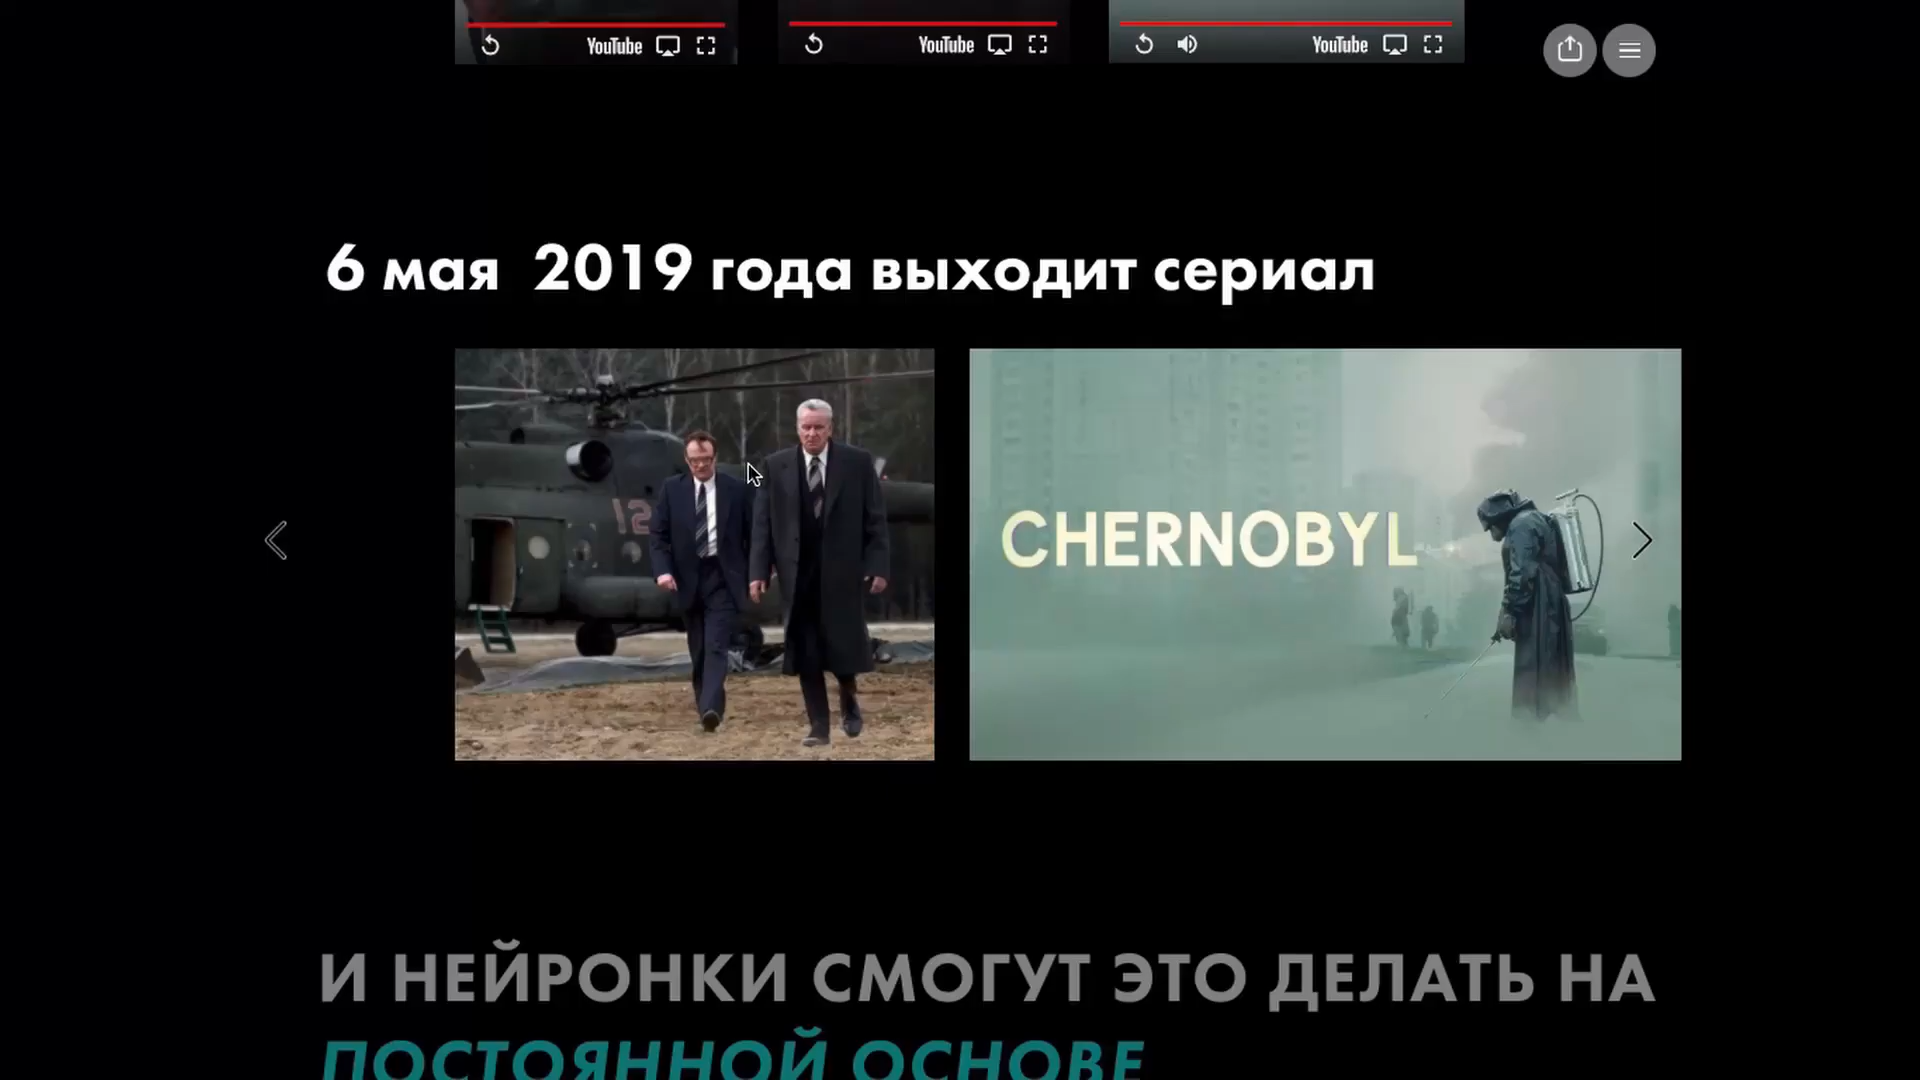 YouTube YouTube YouTube
6 мая 2019 года выходит сериал
12
CHERNOBYL
И НЕЙРОНКИ СМОГУТ ЭТО ДЕЛАТЬ НА
ПОСТОЯННОЙ ОСНОВЕ